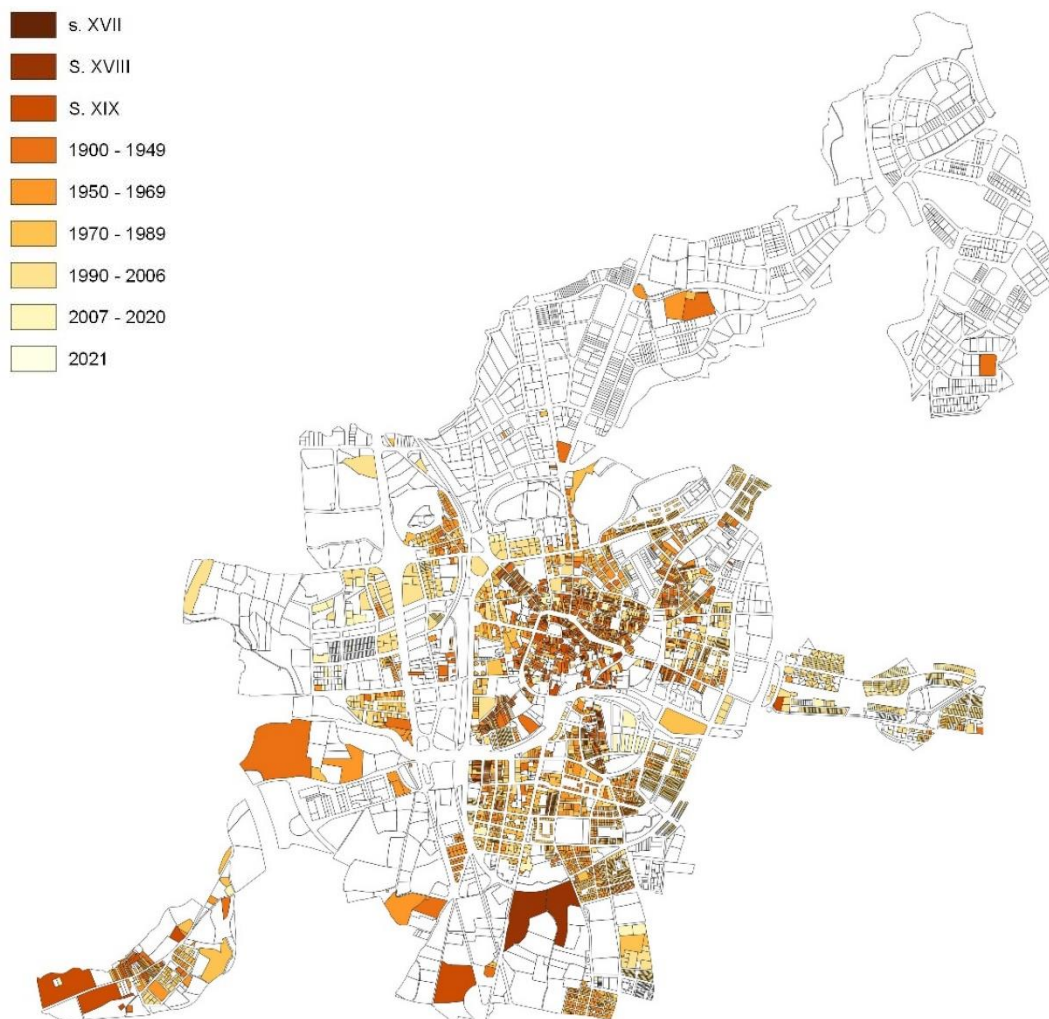 s. XVII
S. XVIII
S. XIX
1900 - 1949
1950 - 1969
1970 - 1989
1990 - 2006
2007 - 2020
2021